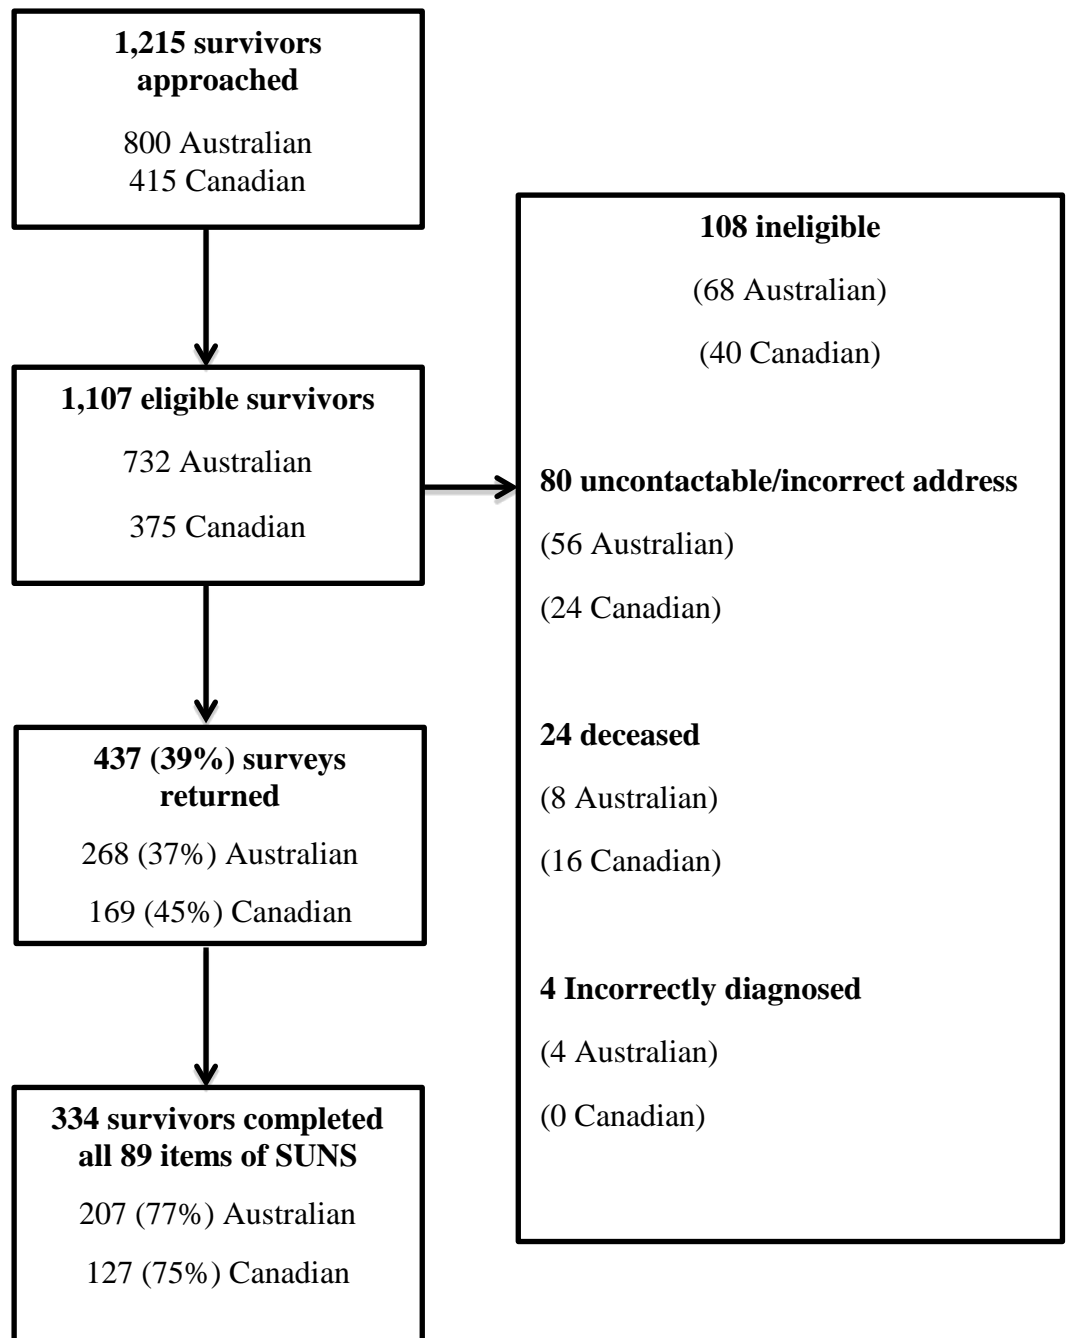 1,215 survivors
approached
800 Australian
415 Canadian
108 ineligible
(68 Australian)
(40 Canadian)
1,107 eligible survivors
732 Australian
375 Canadian
80 uncontactable/incorrect address
(56 Australian)
(24 Canadian)
24 deceased
(8 Australian)
(16 Canadian)
4 Incorrectly diagnosed
(4 Australian)
(0 Canadian)
437 (39%) surveys
returned
268 (37%) Australian
169 (45%) Canadian
334 survivors completed
all 89 items of SUNS
207 (77%) Australian
127 (75%) Canadian